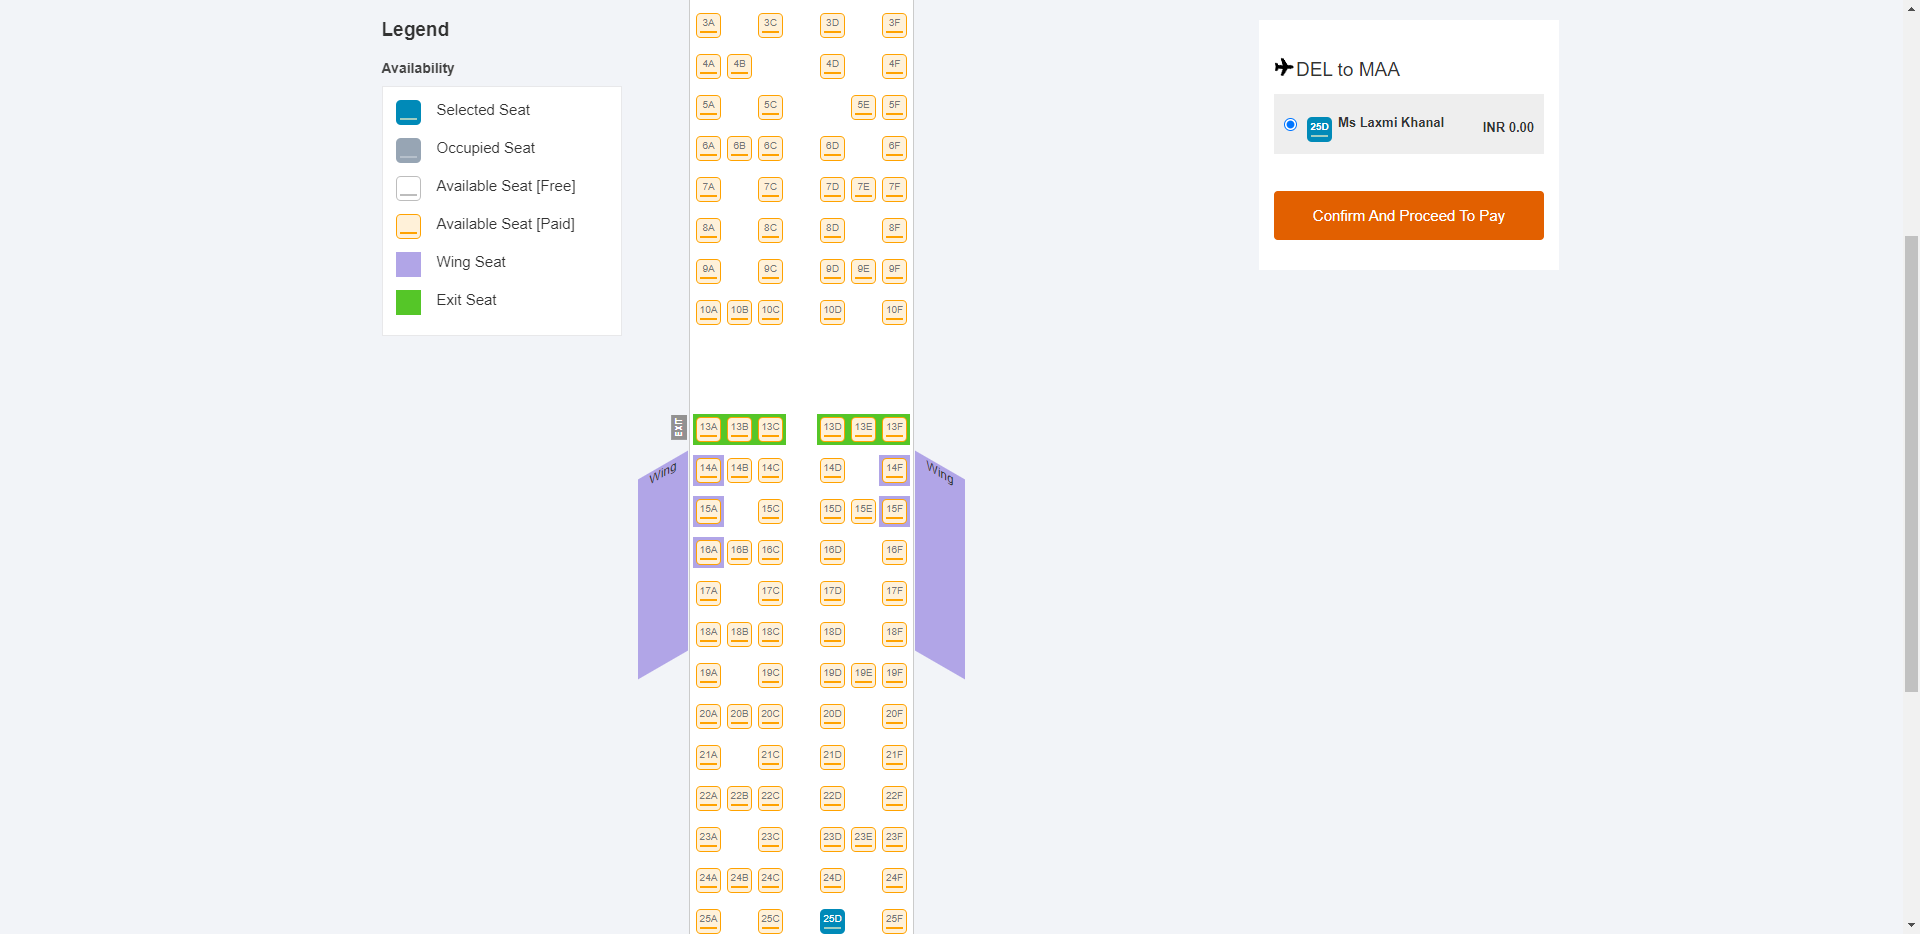 Legend
Availability
Selected Seat
Occupied Seat
Available Seat [Free]
Available Seat [Paid]
Wing Seat
Exit Seat
3A 3C 3D 3F
4A 4B 4D 4F
5A 5C 5E 5F
6A 6B 6C 6D 6F
7A 7C 7D 7E 7F
8A 8C 8D 8F
9A 9C 9D 9E 9F
10A 10B 10C 10D 10F
EXIT 13A 13B 13C 13D 13E 13F
Wing 14A 14B 14C 14D 14F Wing
15A 15C 15D 15E 15F
16A 16B 16C 16D 16F
17A 17C 17D 17F
18A 18B 18C 18D 18F
19A 19C 19D 19E 19F
20A 20B 20C 20D 20F
21A 21C 21D 21F
22A 22B 22C 22D 22F
23A 23C 23D 23E 23F
24A 24B 24C 24D 24F
25A 25C 25D 25F
DEL to MAA
25D Ms Laxmi Khanal INR 0.00
Confirm And Proceed To Pay